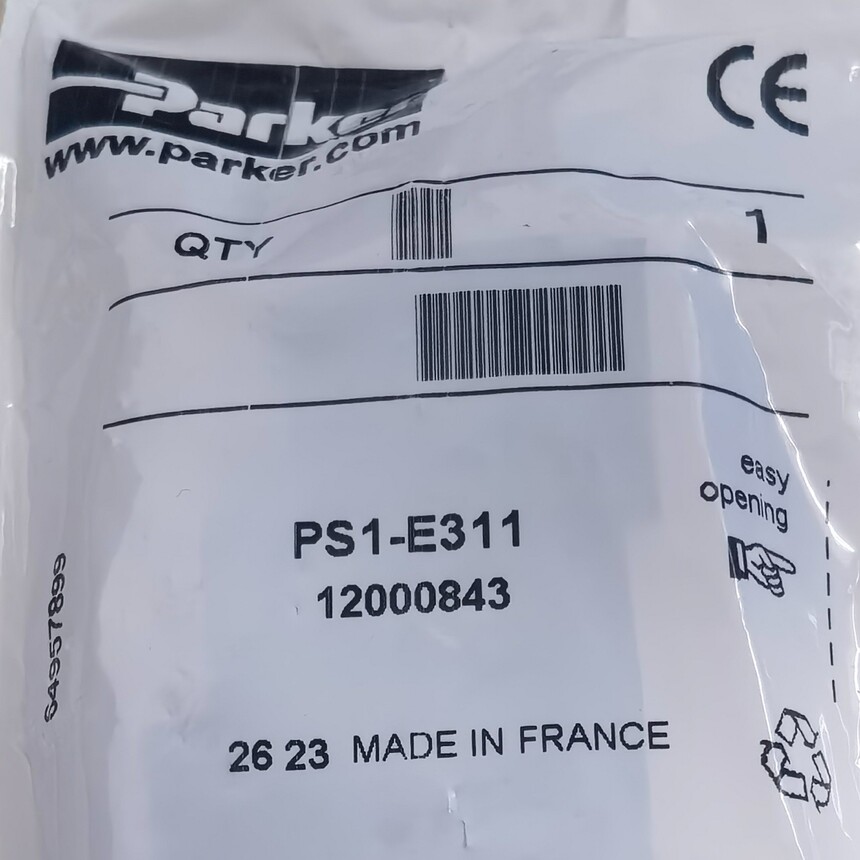 Parker
CE
www.parker.com
QTY 1
easy
opening
PS1-E311
12000843
64957899
26 23 MADE IN FRANCE